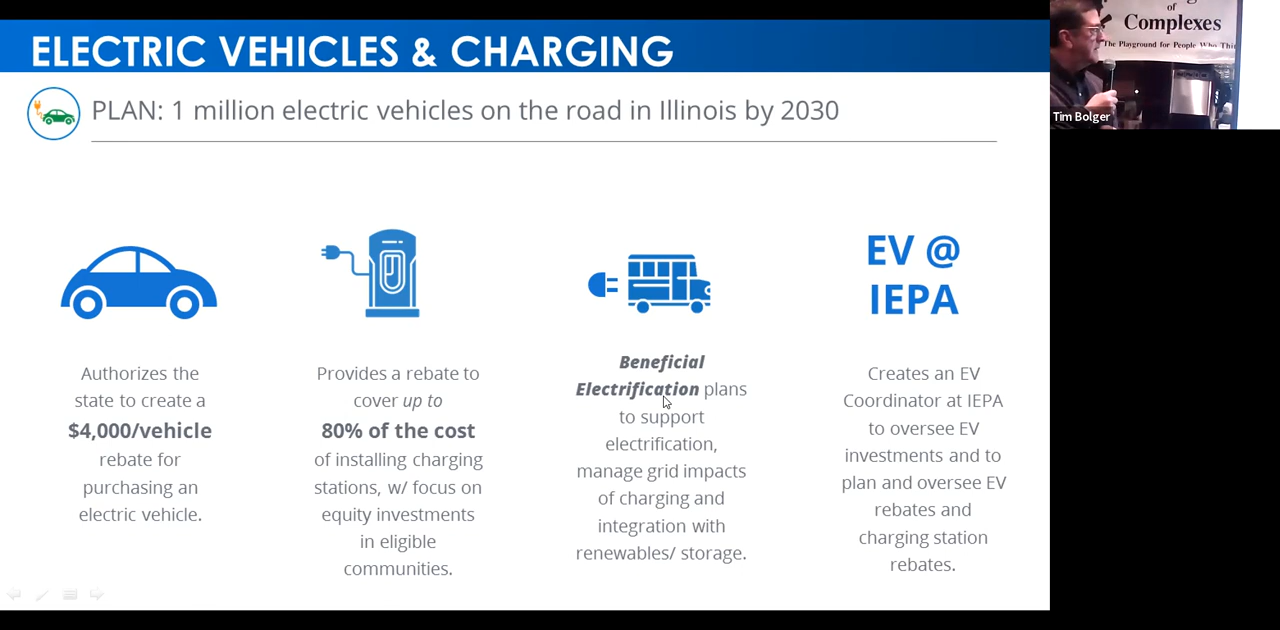 ELECTRIC VEHICLES & CHARGING
PLAN: 1 million electric vehicles on the road in Illinois by 2030
EV @
IEPA
Authorizes the
state to create a
$4,000/vehicle
rebate for
purchasing an
electric vehicle.
Provides a rebate to
cover up to
80% of the cost
of installing charging
stations, w/ focus on
equity investments
in eligible
communities.
Beneficial
Electrification plans
to support
electrification,
manage grid impacts
of charging and
integration with
renewables/ storage.
Creates an EV
Coordinator at IEPA
to oversee EV
investments and to
plan and oversee EV
rebates and
charging station
rebates.
of
Complexes
The Playground for People Who
Tim Bolger